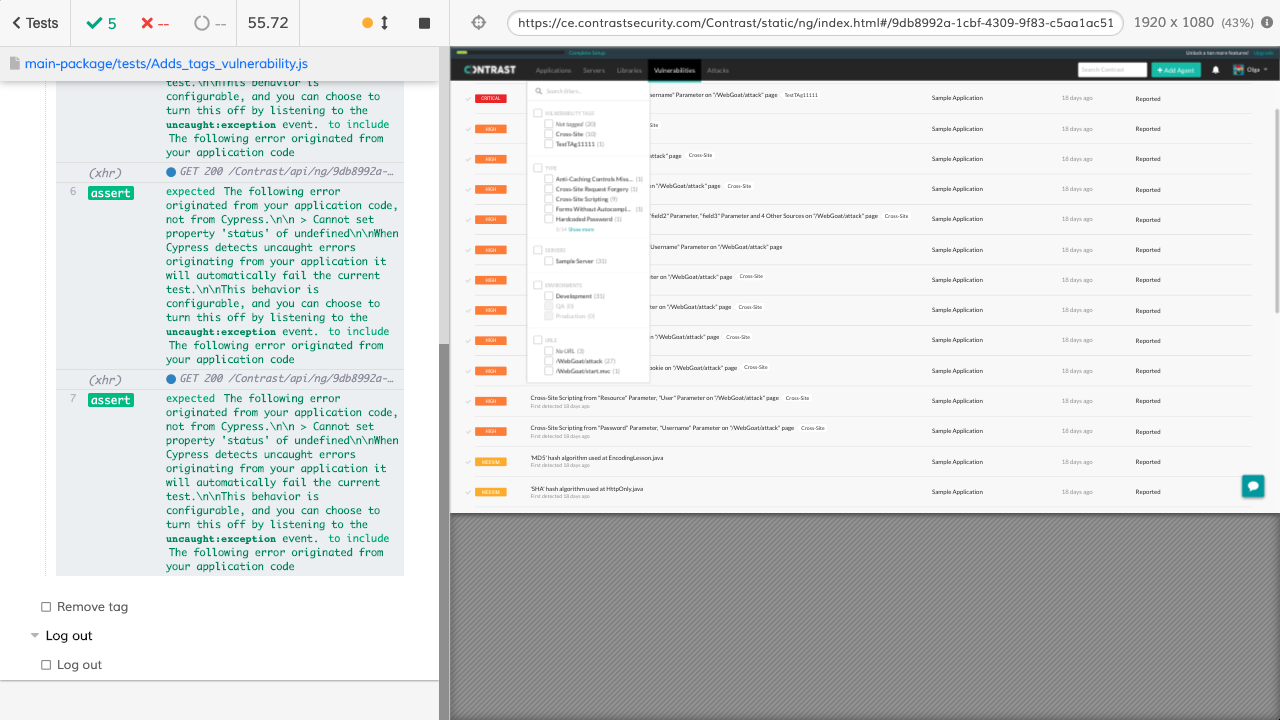 Tests 5 -- -- 55.72
https://ce.contrastsecurity.com/Contrast/static/ng/index.html#/9db8992a-1cbf-4309-9f83-c5aa1ac51 1920 x 1080 (43%)
main-package/tests/Adds_tags_vulnerability.js
test.\n\nThis behavior is
configurable, and you can choose to
turn this off by listening to the
uncaught:exception event. to include
The following error originated from
your application code
(xhr) GET 200 /Contrast/api/ng/9db8992a-…
6 assert expected The following error
originated from your application code,
not from Cypress.\n\n > Cannot set
property 'status' of undefined\n\nWhen
Cypress detects uncaught errors
originating from your application it
will automatically fail the current
test.\n\nThis behavior is
configurable, and you can choose to
turn this off by listening to the
uncaught:exception event. to include
The following error originated from
your application code
(xhr) GET 200 /Contrast/api/ng/9db8992a-…
7 assert expected The following error
originated from your application code,
not from Cypress.\n\n > Cannot set
property 'status' of undefined\n\nWhen
Cypress detects uncaught errors
originating from your application it
will automatically fail the current
test.\n\nThis behavior is
configurable, and you can choose to
turn this off by listening to the
uncaught:exception event. to include
The following error originated from
your application code
Remove tag
Log out
Log out
Complete Setup Unlock a ton more features! Upgrade
CONTRAST Applications Servers Libraries Vulnerabilities Attacks Search Contrast + Add Agent Olga
Search filters...
VULNERABILITY TAGS
Not tagged (20)
Cross-Site (10)
TestTAg11111 (1)
TYPE
Anti-Caching Controls Miss... (1)
Cross-Site Request Forgery (1)
Cross-Site Scripting (9)
Forms Without Autocompl... (1)
Hardcoded Password (1)
5/14 Show more
SERVERS
Sample Server (31)
ENVIRONMENTS
Development (31)
QA (0)
Production (0)
URLS
No URL (3)
/WebGoat/attack (27)
/WebGoat/start.mvc (1)
CRITICAL sername" Parameter on "/WebGoat/attack" page TestTAg11111 Sample Application 18 days ago Reported
HIGH Site Sample Application 18 days ago Reported
HIGH attack" page Cross-Site Sample Application 18 days ago Reported
HIGH n "/WebGoat/attack" page Cross-Site Sample Application 18 days ago Reported
HIGH "field2" Parameter, "field3" Parameter and 4 Other Sources on "/WebGoat/attack" page Cross-Site Sample Application 18 days ago Reported
HIGH Username" Parameter on "/WebGoat/attack" page Sample Application 18 days ago Reported
HIGH eter on "/WebGoat/attack" page Cross-Site Sample Application 18 days ago Reported
HIGH ter on "/WebGoat/attack" page Cross-Site Sample Application 18 days ago Reported
HIGH n "/WebGoat/attack" page Cross-Site Sample Application 18 days ago Reported
HIGH ookie on "/WebGoat/attack" page Cross-Site Sample Application 18 days ago Reported
HIGH Cross-Site Scripting from "Resource" Parameter, "User" Parameter on "/WebGoat/attack" page Cross-Site Sample Application 18 days ago Reported
First detected 18 days ago
HIGH Cross-Site Scripting from "Password" Parameter, "Username" Parameter on "/WebGoat/attack" page Cross-Site Sample Application 18 days ago Reported
First detected 18 days ago
MEDIUM 'MD5' hash algorithm used at EncodingLesson.java Sample Application 18 days ago Reported
First detected 18 days ago
MEDIUM 'SHA' hash algorithm used at HttpOnly.java Sample Application 18 days ago Reported
First detected 18 days ago